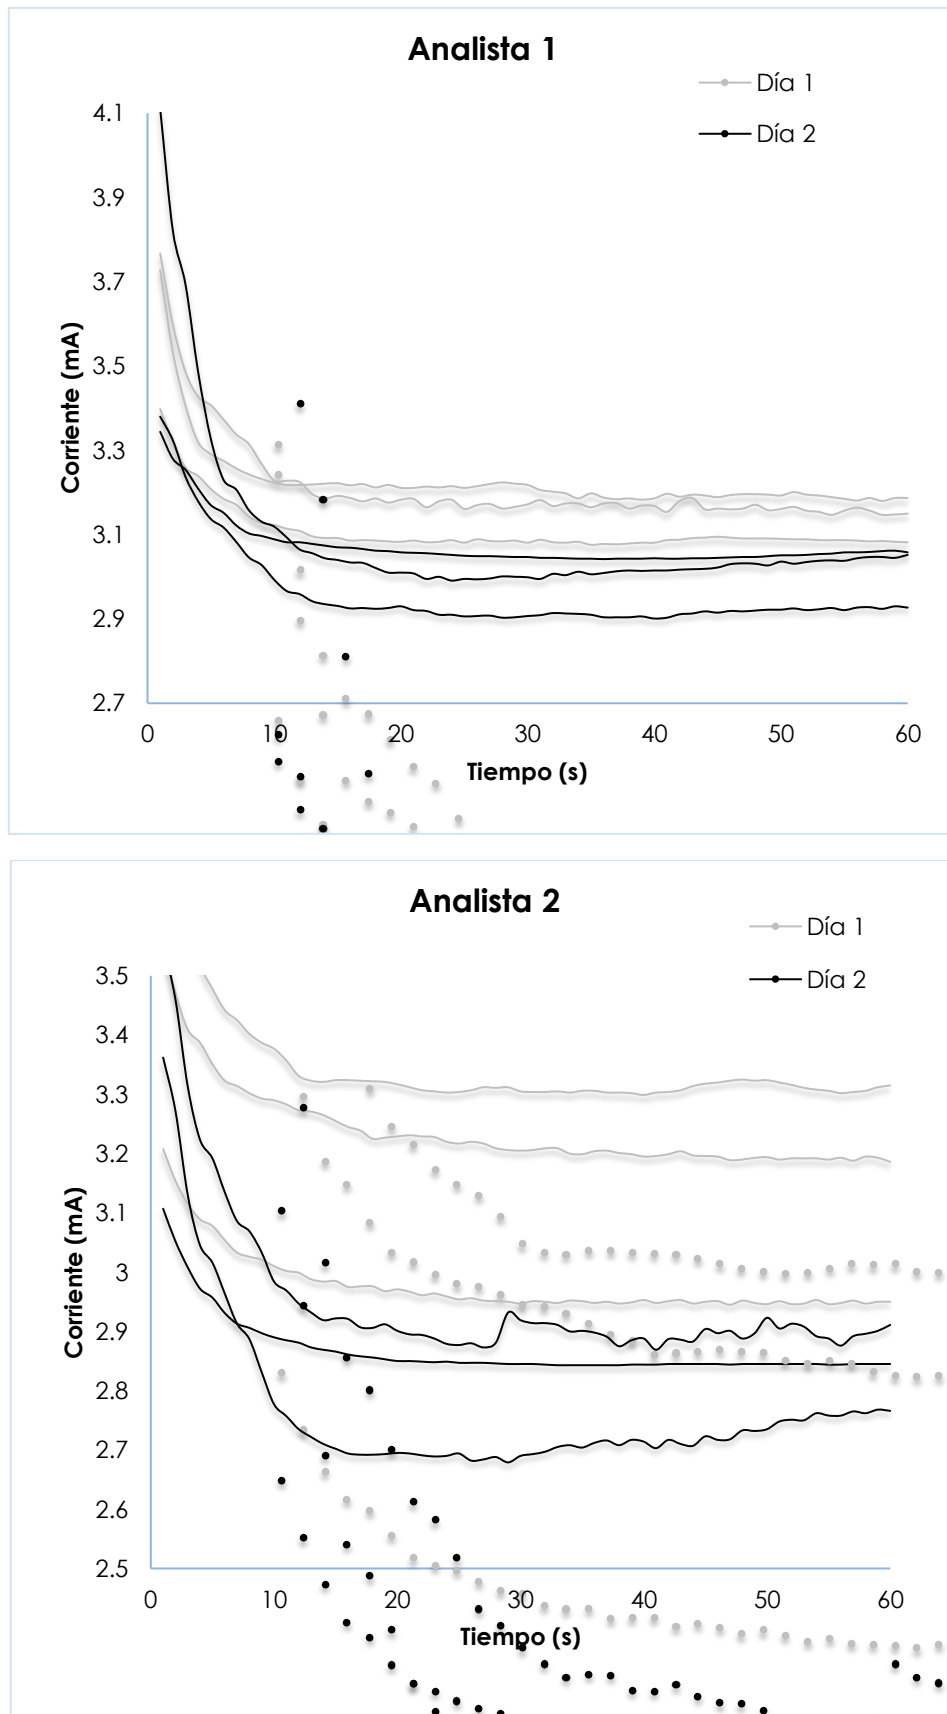 Analista 1
Día 1
Día 2
4.1
3.9
3.7
3.5
3.3
3.1
2.9
2.7
Corriente (mA)
0 10 20 30 40 50 60
Tiempo (s)
Analista 2
Día 1
Día 2
3.5
3.4
3.3
3.2
3.1
3
2.9
2.8
2.7
2.6
2.5
Corriente (mA)
0 10 20 30 40 50 60
Tiempo (s)